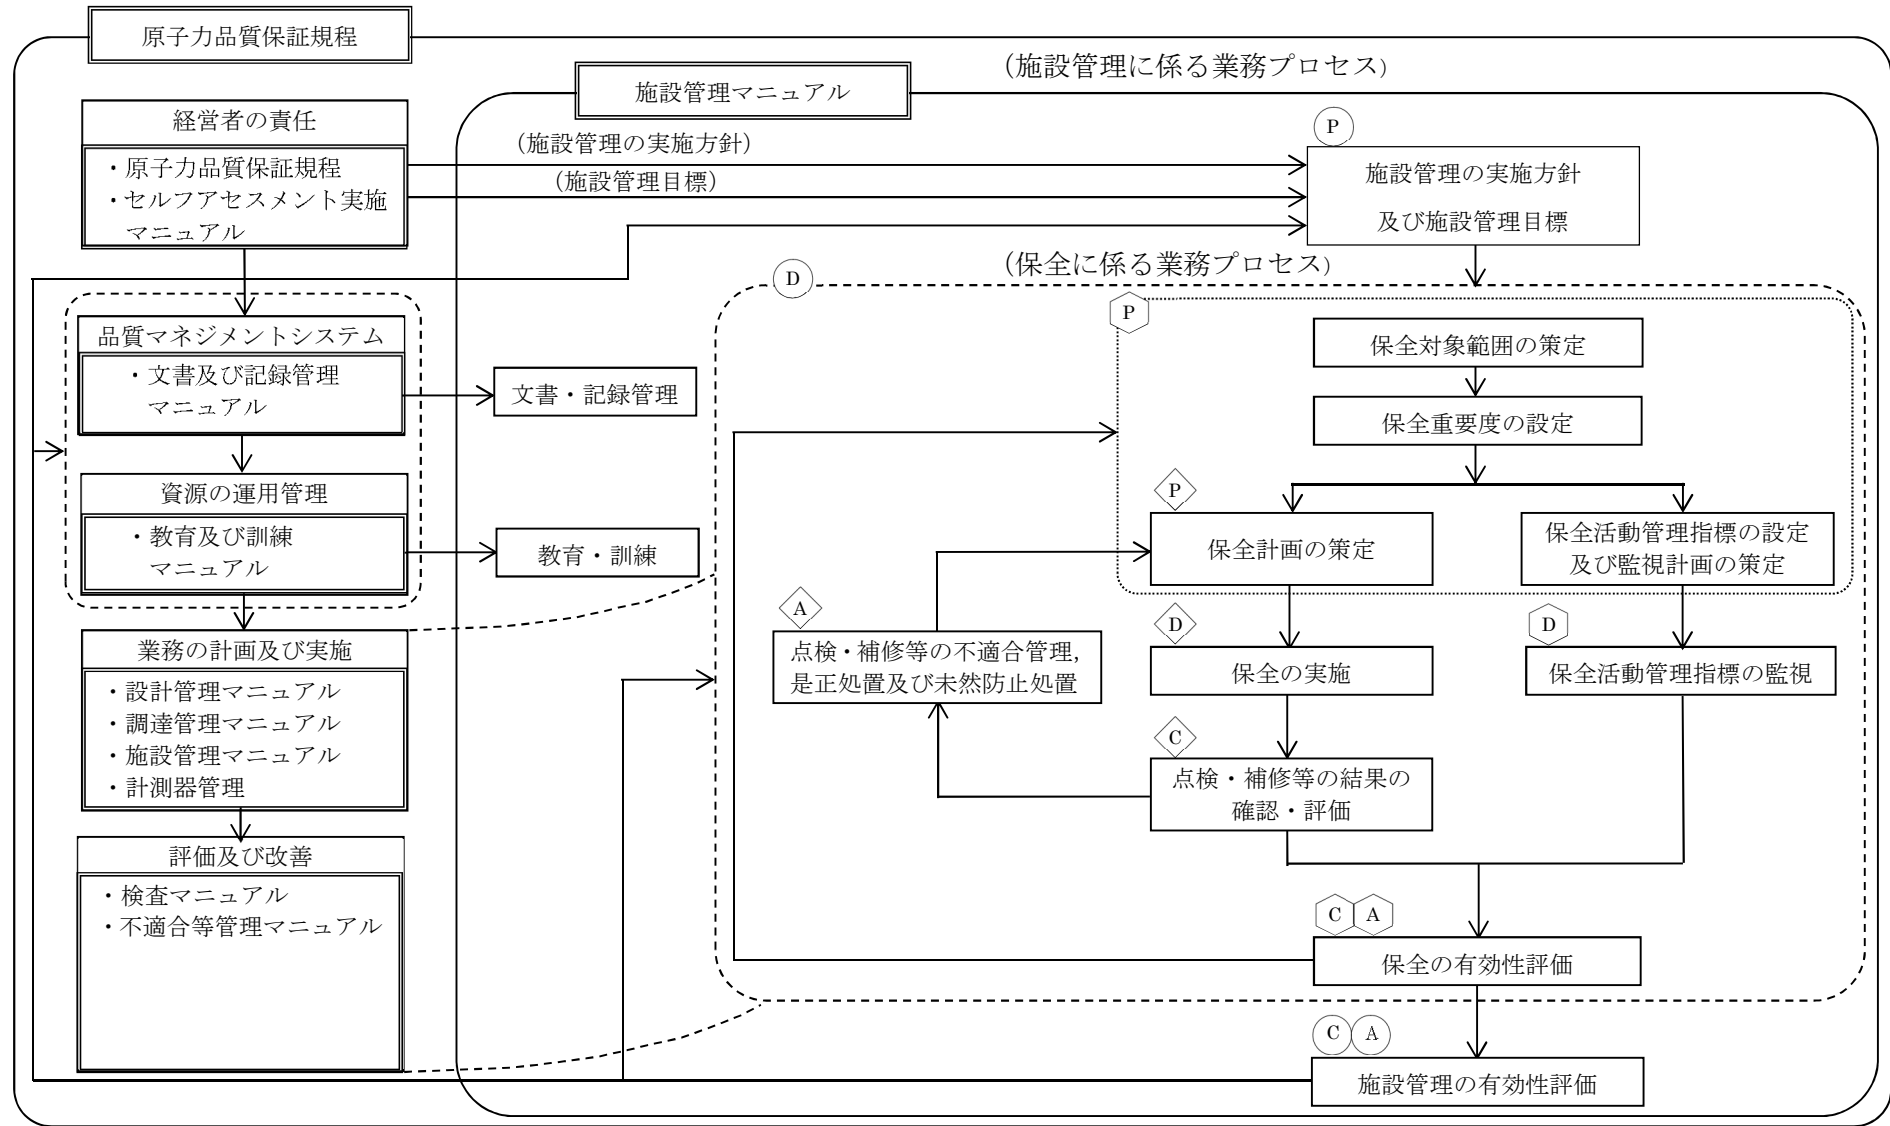 原子力品質保証規程
(施設管理に係る業務プロセス)
施設管理マニュアル
経営者の責任
・原子力品質保証規程
・セルフアセスメント実施
マニュアル
(施設管理の実施方針)
(施設管理目標)
P
施設管理の実施方針
及び施設管理目標
(保全に係る業務プロセス)
D
P
保全対象範囲の策定
保全重要度の設定
品質マネジメントシステム
・文書及び記録管理
マニュアル
文書・記録管理
資源の運用管理
・教育及び訓練
マニュアル
教育・訓練
P
保全計画の策定
保全活動管理指標の設定
及び監視計画の策定
A
点検・補修等の不適合管理,
是正処置及び未然防止処置
D
保全の実施
D
保全活動管理指標の監視
業務の計画及び実施
・設計管理マニュアル
・調達管理マニュアル
・施設管理マニュアル
・計測器管理
C
点検・補修等の結果の
確認・評価
評価及び改善
・検査マニュアル
・不適合等管理マニュアル
C A
保全の有効性評価
C A
施設管理の有効性評価